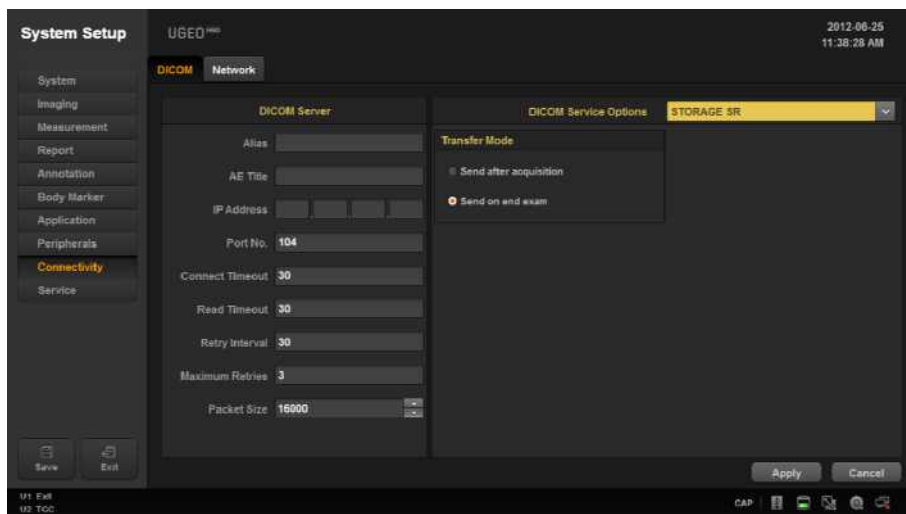 System Setup
UGEO H60
2012-06-25
11:38:28 AM
DICOM
Network
System
Imaging
Measurement
Report
Annotation
Body Marker
Application
Peripherals
Connectivity
Service
DICOM Server
Alias
AE Title
IP Address
Port No. 104
Connect Timeout 30
Read Timeout 30
Retry Interval 30
Maximum Retries 3
Packet Size 16000
DICOM Service Options STORAGE SR
Transfer Mode
Send after acquisition
Send on end exam
Save
Exit
Apply
Cancel
U1 Exit
U2 TGC
CAP